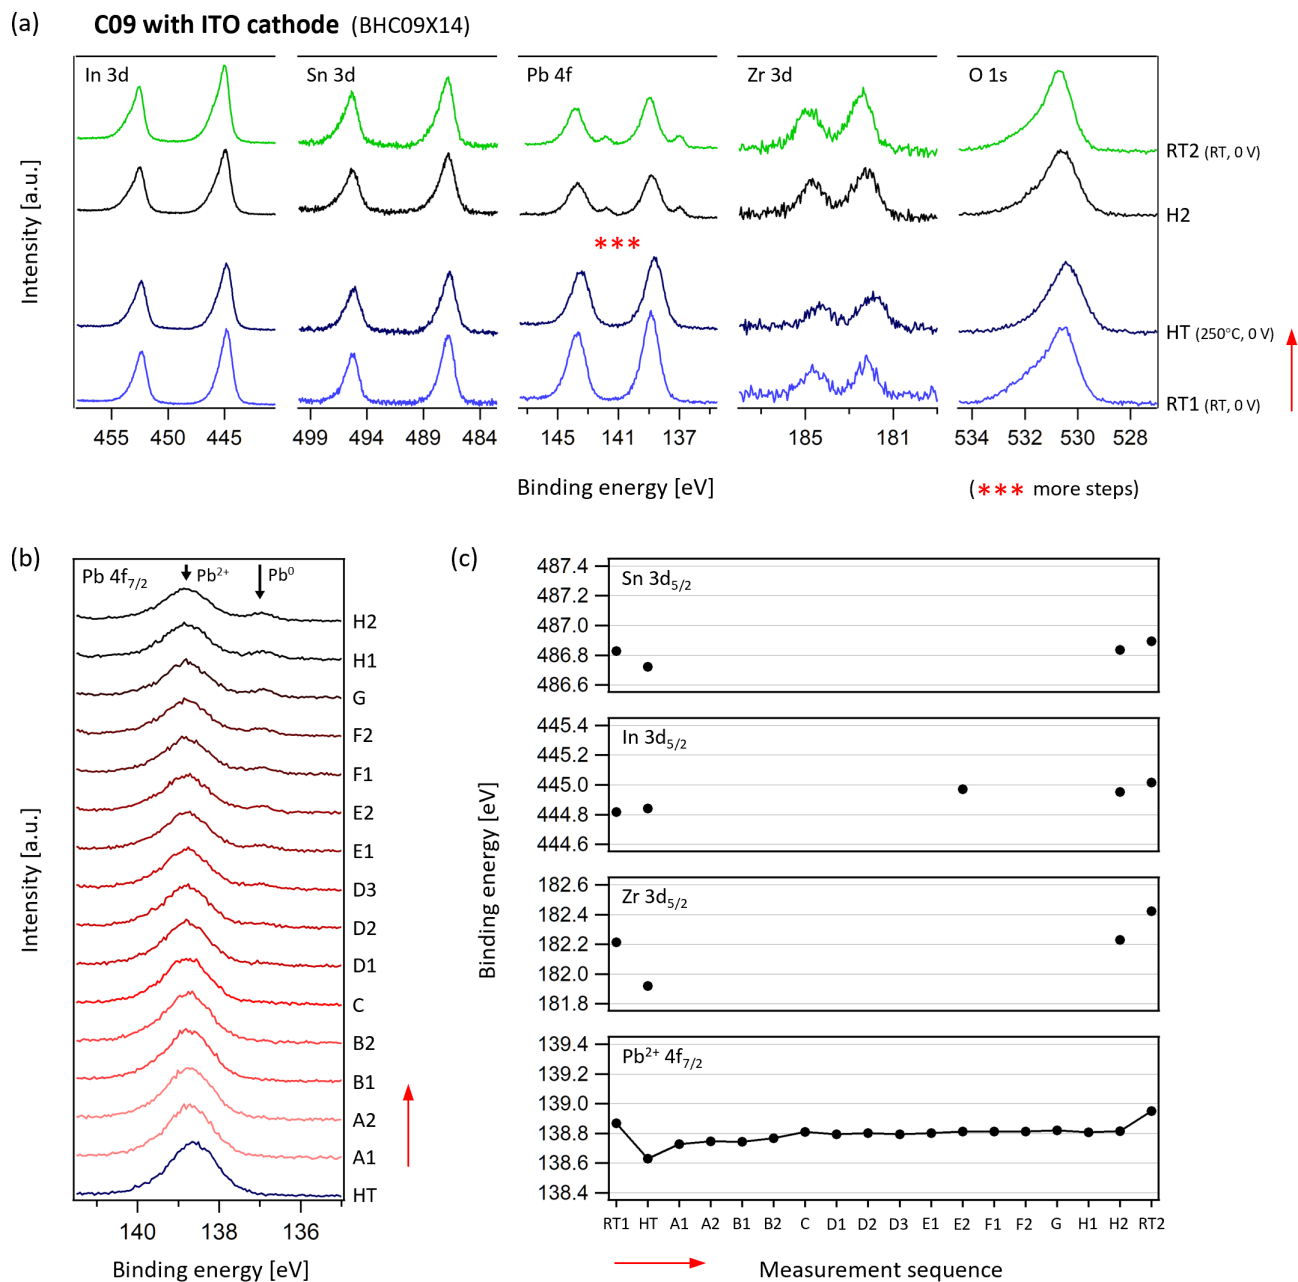 (a) C09 with ITO cathode (BHC09X14)
In 3d Sn 3d Pb 4f Zr 3d O 1s
Intensity [a.u.]
RT2 (RT, 0 V)
H2
***
HT (250°C, 0 V)
RT1 (RT, 0 V)
455 450 445 499 494 489 484 145 141 137 185 181 534 532 530 528
Binding energy [eV]
(*** more steps)
(b)
Pb 4f7/2 Pb2+ Pb0
Intensity [a.u.]
H2
H1
G
F2
F1
E2
E1
D3
D2
D1
C
B2
B1
A2
A1
HT
140 138 136
Binding energy [eV]
(c)
Binding energy [eV]
Sn 3d5/2
487.4
487.2
487.0
486.8
486.6
In 3d5/2
445.4
445.2
445.0
444.8
444.6
Zr 3d5/2
182.6
182.4
182.2
182.0
181.8
Pb2+ 4f7/2
139.4
139.2
139.0
138.8
138.6
138.4
RT1 HT A1 A2 B1 B2 C D1 D2 D3 E1 E2 F1 F2 G H1 H2 RT2
Measurement sequence